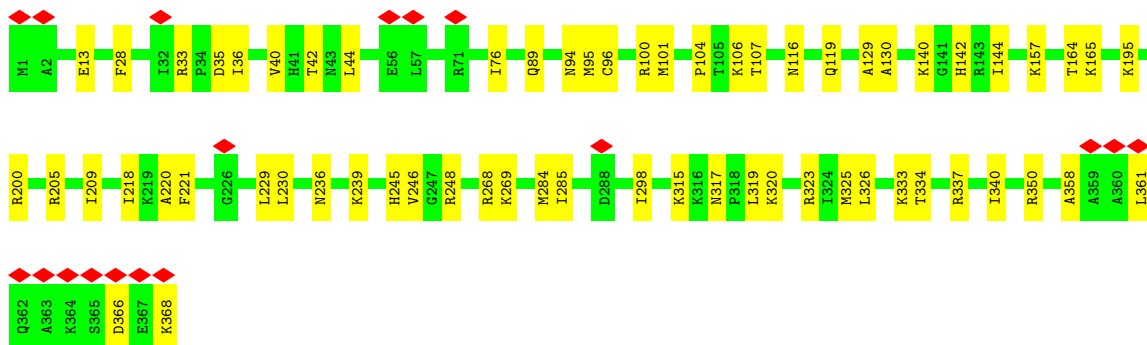 M1 A2 E13 F28 I32 R33 P34 D35 I36 V40 H41 T42 N43 L44 E56 L57 R71 I76 Q89 N94 M95 C96 R100 M101 P104 T105 K106 T107 N116 Q119 A129 A130 K140 G141 H142 R143 I144 K157 T164 K165 K195
R200 R205 I209 I218 K219 A220 F221 G226 L229 L230 N236 K239 H245 V246 G247 R248 R268 K269 M284 I285 D288 I298 K315 K316 N317 P318 L319 K320 R323 I324 M325 L326 K333 T334 R337 I340 R350 A358 A359 A360 L361
Q362 A363 K364 S365 D366 E367 K368